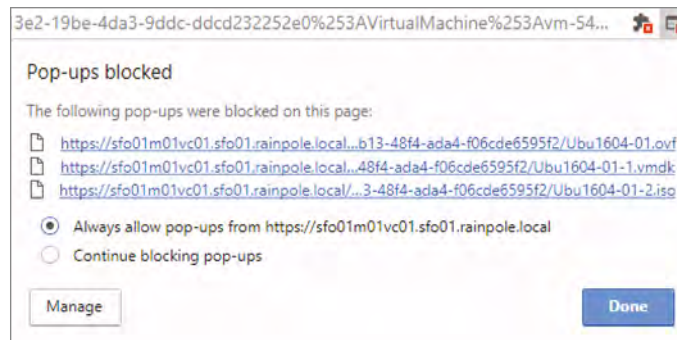 3e2-19be-4da3-9ddc-ddcd232252e0%253AVirtualMachine%253Avm-54...
Pop-ups blocked
The following pop-ups were blocked on this page:
https://sfo01m01vc01.sfo01.rainpole.local...b13-48f4-ada4-f06cde6595f2/Ubu1604-01.ovf
https://sfo01m01vc01.sfo01.rainpole.local...48f4-ada4-f06cde6595f2/Ubu1604-01-1.vmdk
https://sfo01m01vc01.sfo01.rainpole.local/...3-48f4-ada4-f06cde6595f2/Ubu1604-01-2.iso
Always allow pop-ups from https://sfo01m01vc01.sfo01.rainpole.local
Continue blocking pop-ups
Manage Done